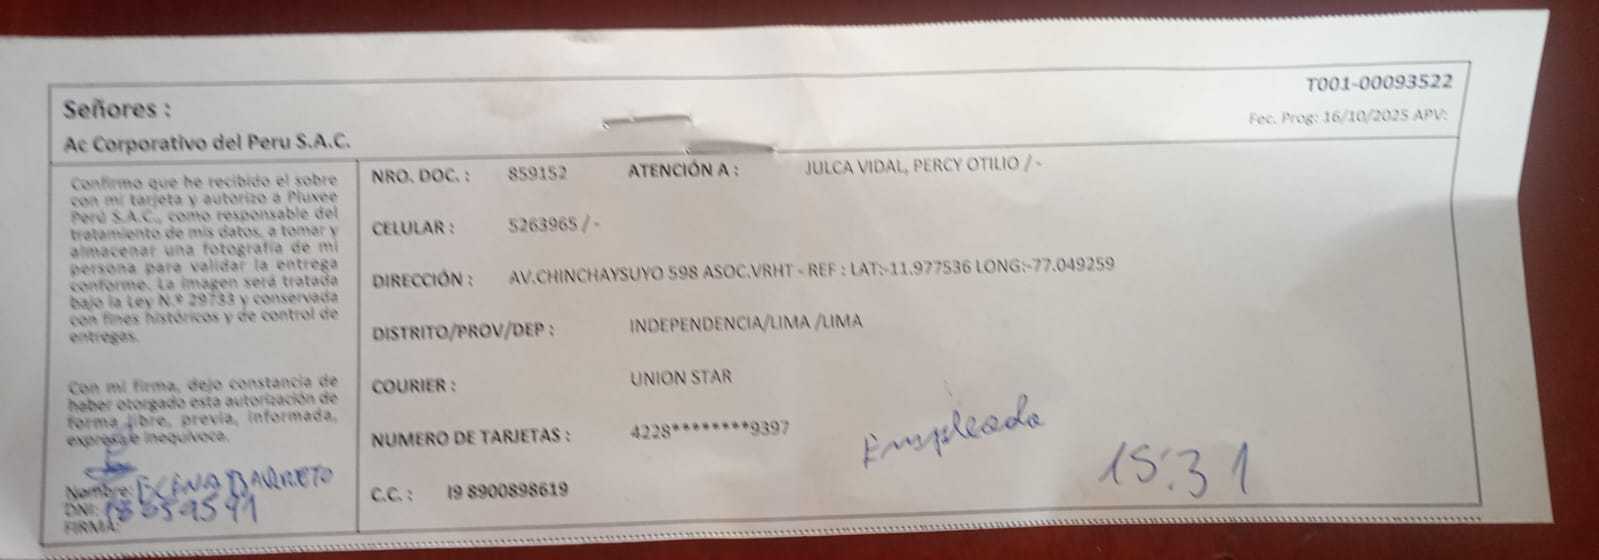 T001-00093522
Señores :
Fec. Prog: 16/10/2025 APV:
Ac Corporativo del Peru S.A.C.
Confirmo que he recibido el sobre
con mi tarjeta y autorizo a Pluxee
Perú S.A.C., como responsable del
tratamiento de mis datos, a tomar y
almacenar una fotografía de mi
persona para validar la entrega
conforme. La imagen será tratada
bajo la Ley N.º 29733 y conservada
con fines históricos y de control de
entregas.
Con mi firma, dejo constancia de
haber otorgado esta autorización de
forma libre, previa, informada,
expresa e inequívoca.
Nombre: ELENA BARRETO
DNI:
FIRMA:
NRO. DOC. : 859152 ATENCIÓN A : JULCA VIDAL, PERCY OTILIO / -
CELULAR : 5263965 / -
DIRECCIÓN : AV.CHINCHAYSUYO 598 ASOC.VRHT - REF : LAT:-11.977536 LONG:-77.049259
DISTRITO/PROV/DEP : INDEPENDENCIA/LIMA /LIMA
COURIER : UNION STAR
NUMERO DE TARJETAS : 4228********9397
C.C. : I9 8900898619
Empleada
15:31